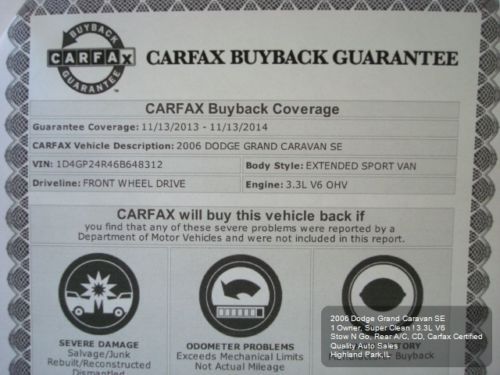 BUYBACK
CARFAX
GUARANTEE
CARFAX BUYBACK GUARANTEE
CARFAX Buyback Coverage
Guarantee Coverage: 11/13/2013 - 11/13/2014
CARFAX Vehicle Description: 2006 DODGE GRAND CARAVAN SE
VIN: 1D4GP24R46B648312
Body Style: EXTENDED SPORT VAN
Driveline: FRONT WHEEL DRIVE
Engine: 3.3L V6 OHV
CARFAX will buy this vehicle back if
you find that any of these severe problems were reported by a
Department of Motor Vehicles and were not included in this report.
SEVERE DAMAGE
Salvage/Junk
Rebuilt/Reconstructed
Dismantled
ODOMETER PROBLEMS
Exceeds Mechanical Limits
Not Actual Mileage
2006 Dodge Grand Caravan SE
1 Owner, Super Clean ! 3.3L V6
Stow N Go, Rear A/C, CD, Carfax Certified
Quality Auto Sales
Highland Park,IL